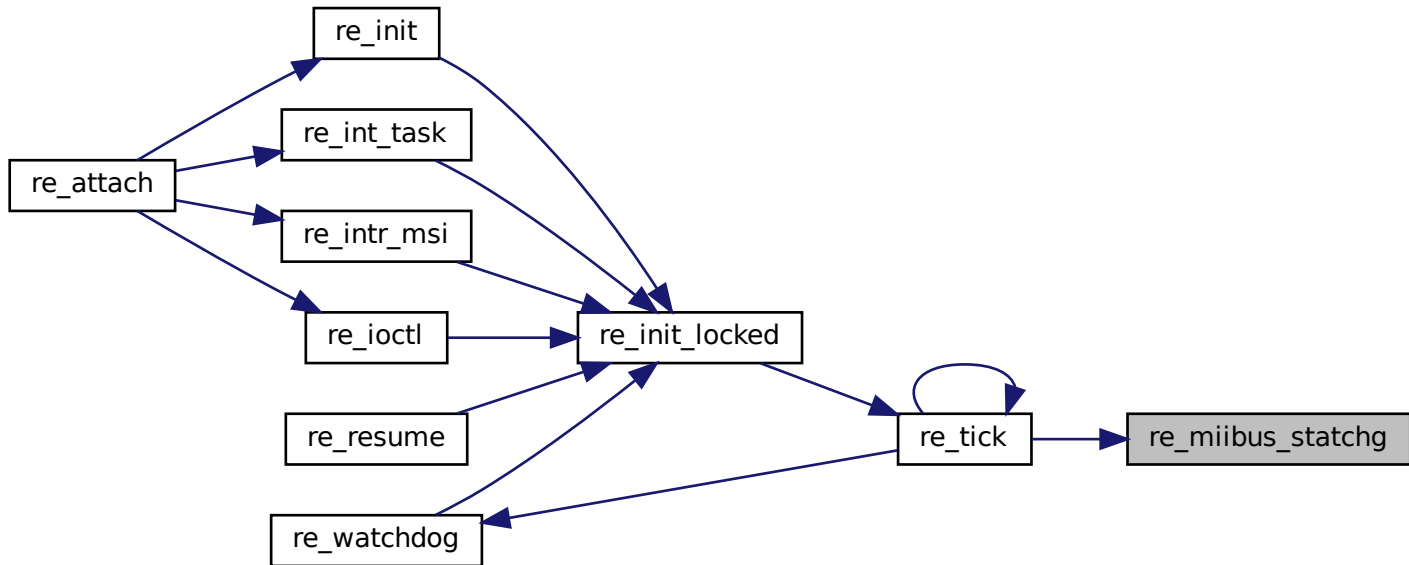 re_init
re_int_task
re_attach
re_intr_msi
re_ioctl
re_init_locked
re_resume
re_tick
re_miibus_statchg
re_watchdog